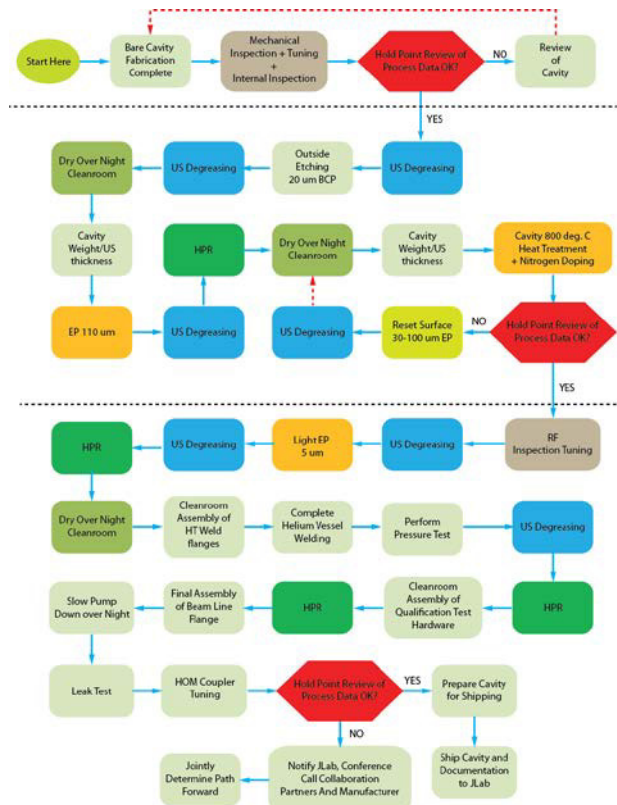 Start Here
Bare Cavity
Fabrication
Complete
Mechanical
Inspection + Tuning
+
Internal Inspection
Hold Point Review of
Process Data OK?
NO
Review
of
Cavity
YES
Dry Over Night
Cleanroom
US Degreasing
Outside
Etching
20 um BCP
US Degreasing
Cavity
Weight/US
thickness
HPR
Dry Over Night
Cleanroom
Cavity
Weight/US
thickness
Cavity 800 deg. C
Heat Treatment
+ Nitrogen Doping
EP 110 um
US Degreasing
US Degreasing
Reset Surface
30-100 um EP
NO
Hold Point Review of
Process Data OK?
YES
HPR
US Degreasing
Light EP
5 um
US Degreasing
RF
Inspection Tuning
Dry Over Night
Cleanroom
Cleanroom
Assembly of
HT Weld
flanges
Complete
Helium Vessel
Welding
Perform
Pressure Test
US Degreasing
Slow Pump
Down over Night
Final Assembly
of Beam Line
Flange
HPR
Cleanroom
Assembly of
Qualification Test
Hardware
HPR
Leak Test
HOM Coupler
Tuning
Hold Point Review of
Process Data OK?
YES
Prepare Cavity
for Shipping
NO
Jointly
Determine Path
Forward
Notify JLab, Conference
Call Collaboration
Partners And Manufacturer
Ship Cavity and
Documentation
to JLab